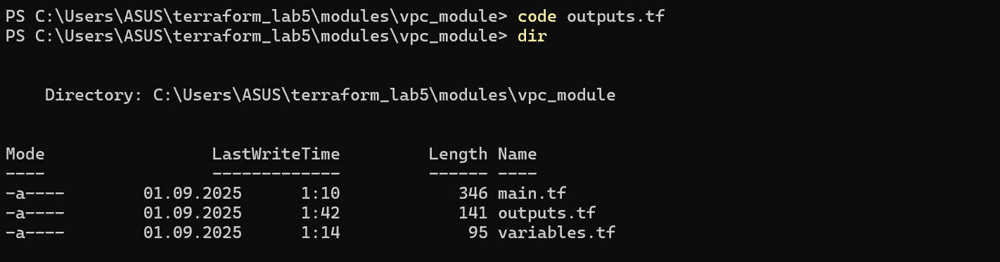 PS C:\Users\ASUS\terraform_lab5\modules\vpc_module> code outputs.tf
PS C:\Users\ASUS\terraform_lab5\modules\vpc_module> dir
Directory: C:\Users\ASUS\terraform_lab5\modules\vpc_module
Mode LastWriteTime Length Name
---- ------------- ------ ----
-a---- 01.09.2025 1:10 346 main.tf
-a---- 01.09.2025 1:42 141 outputs.tf
-a---- 01.09.2025 1:14 95 variables.tf